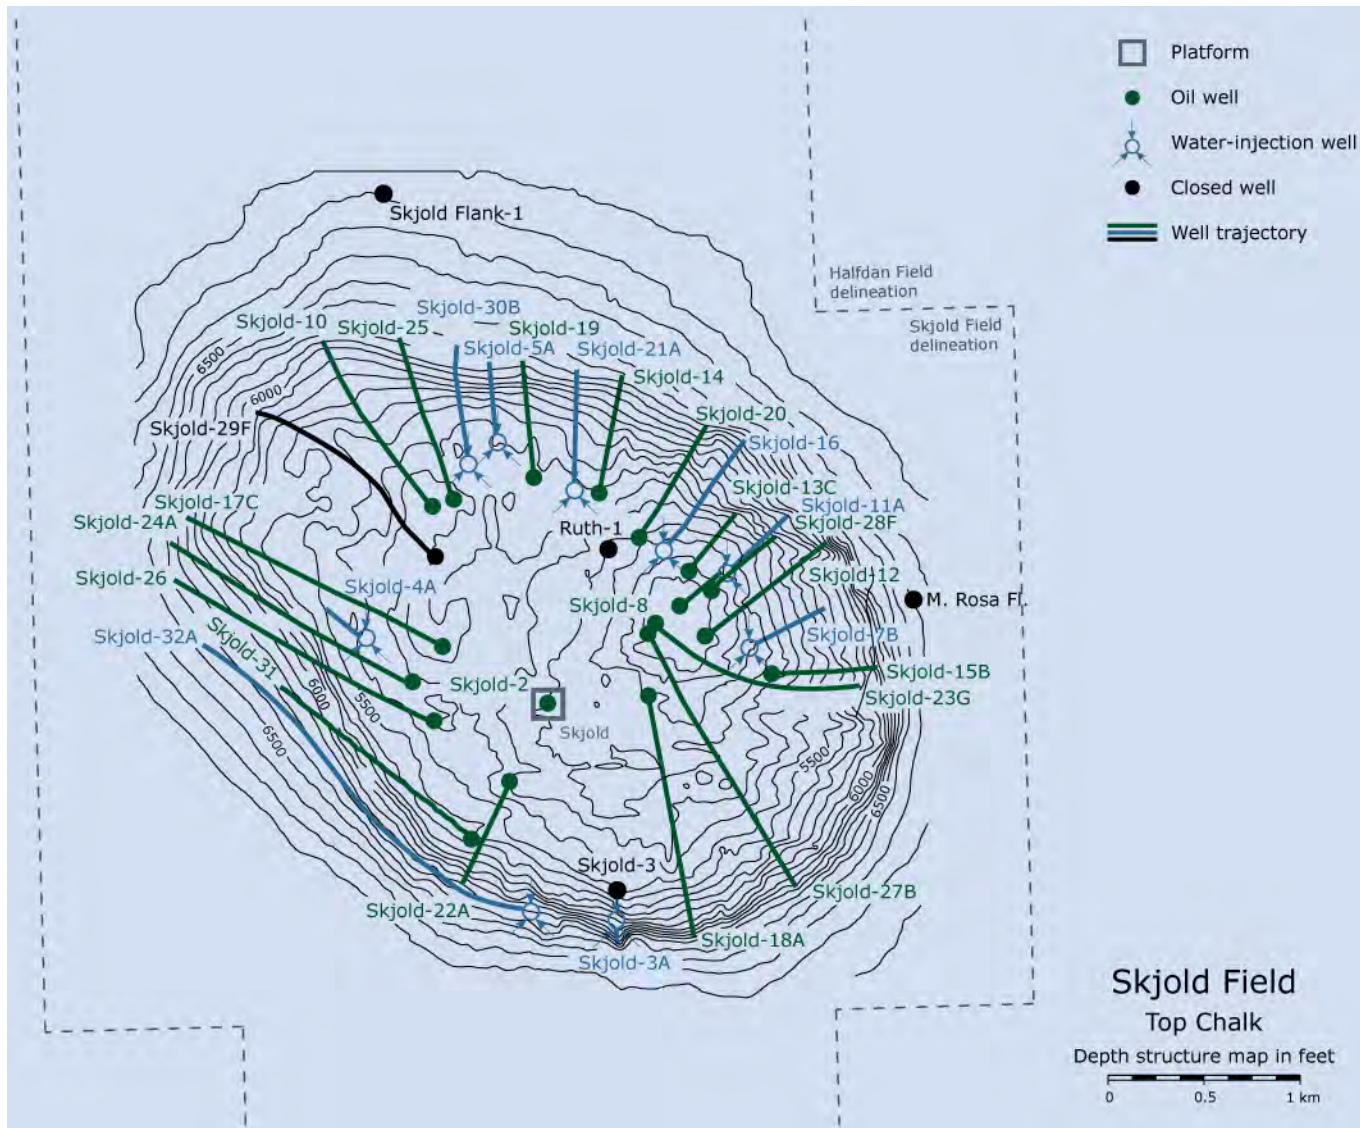 Platform
Oil well
Water-injection well
Closed well
Well trajectory
Skjold Flank-1
Halfdan Field
delineation
Skjold Field
delineation
Skjold-30B
Skjold-10
Skjold-25
Skjold-19
Skjold-5A
Skjold-21A
Skjold-14
6500
6000
Skjold-29F
Skjold-20
Skjold-16
Skjold-13C
Skjold-17C
Skjold-11A
Skjold-24A
Skjold-28F
Ruth-1
Skjold-26
Skjold-12
Skjold-4A
Skjold-8
M. Rosa Fl.
Skjold-32A
Skjold-7B
Skjold-31
Skjold-15B
Skjold-2
6000
5500
Skjold-23G
6500
Skjold
5500
6000
6500
Skjold-3
Skjold-27B
Skjold-22A
Skjold-18A
Skjold-3A
Skjold Field
Top Chalk
Depth structure map in feet
0 0.5 1 km